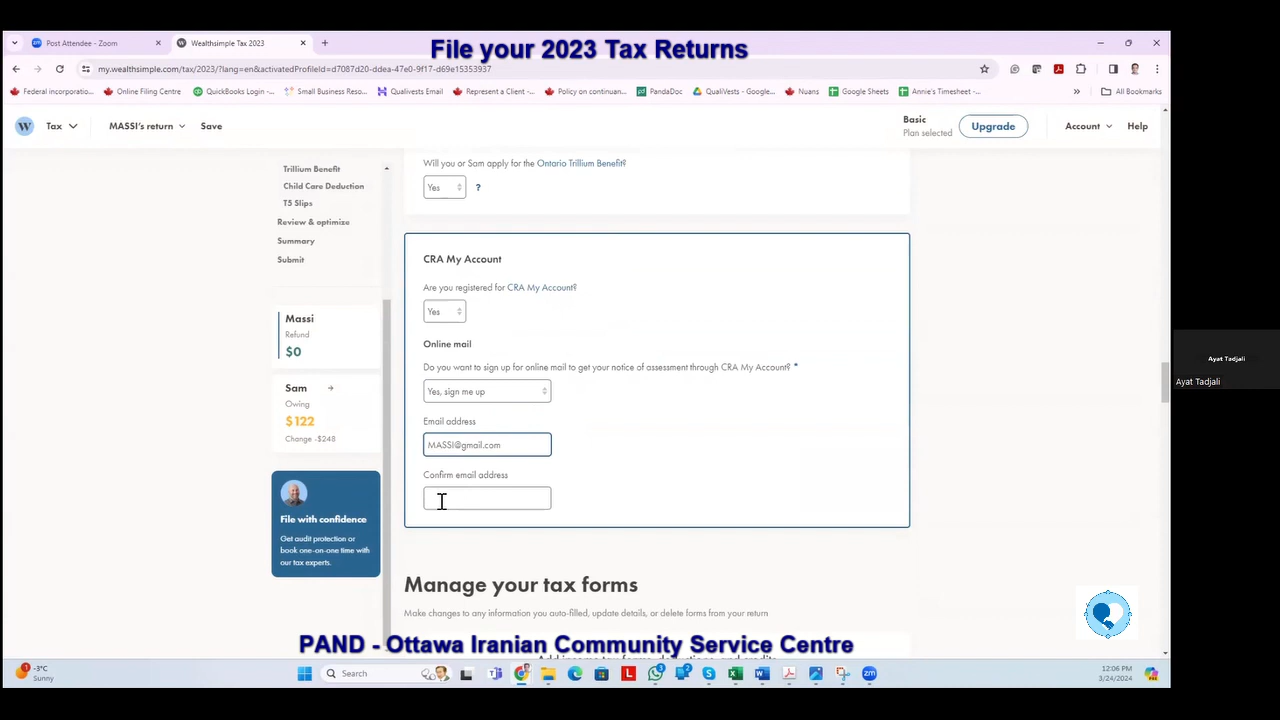 File your 2023 Tax Returns
Post Attendee - Zoom
Wealthsimple Tax 2023
my.wealthsimple.com/tax/2023/?lang=en&activatedProfileId=d7087d20-ddea-47e0-9f17-d69e15353937
Federal incorporatio... Online Filing Centre QuickBooks Login -... Small Business Reso... Qualivests Email Represent a Client -... Policy on continuan... PandaDoc QualiVests - Google... Nuans Google Sheets Annie's Timesheet -... » All Bookmarks
W Tax MASSI's return Save
Basic
Plan selected
Upgrade Account Help
Trillium Benefit
Child Care Deduction
T5 Slips
Review & optimize
Summary
Submit
Massi
Refund
$0
Sam →
Owing
$122
Change -$248
File with confidence
Get audit protection or
book one-on-one time with
our tax experts.
Will you or Sam apply for the Ontario Trillium Benefit?
Yes ?
CRA My Account
Are you registered for CRA My Account?
Yes
Online mail
Do you want to sign up for online mail to get your notice of assessment through CRA My Account? *
Yes, sign me up
Email address
MASSI@gmail.com
Confirm email address
Manage your tax forms
Make changes to any information you auto-filled, update details, or delete forms from your return
Add income tax forms, deductions, and credits
PAND - Ottawa Iranian Community Service Centre
Ayat Tadjali
Ayat Tadjali
-3°C
Sunny
Search
12:06 PM
3/24/2024